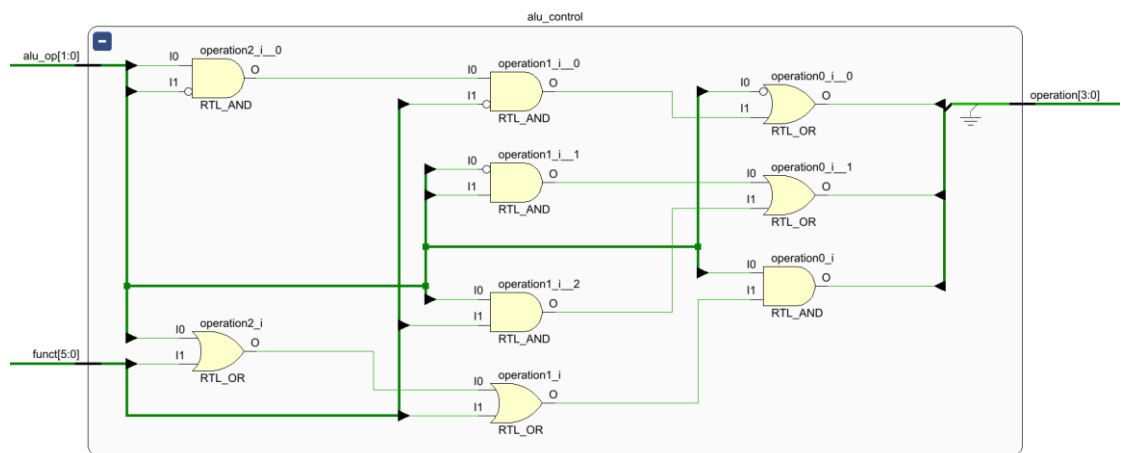 alu_control
alu_op[1:0]
operation2_i__0
I0
O
I1
RTL_AND
operation1_i__0
I0
O
I1
RTL_AND
operation0_i__0
I0
O
I1
RTL_OR
operation[3:0]
operation1_i__1
I0
O
I1
RTL_AND
operation0_i__1
I0
O
I1
RTL_OR
operation0_i
I0
O
I1
RTL_AND
operation1_i__2
I0
O
I1
RTL_AND
operation2_i
I0
O
I1
RTL_OR
funct[5:0]
operation1_i
I0
O
I1
RTL_OR